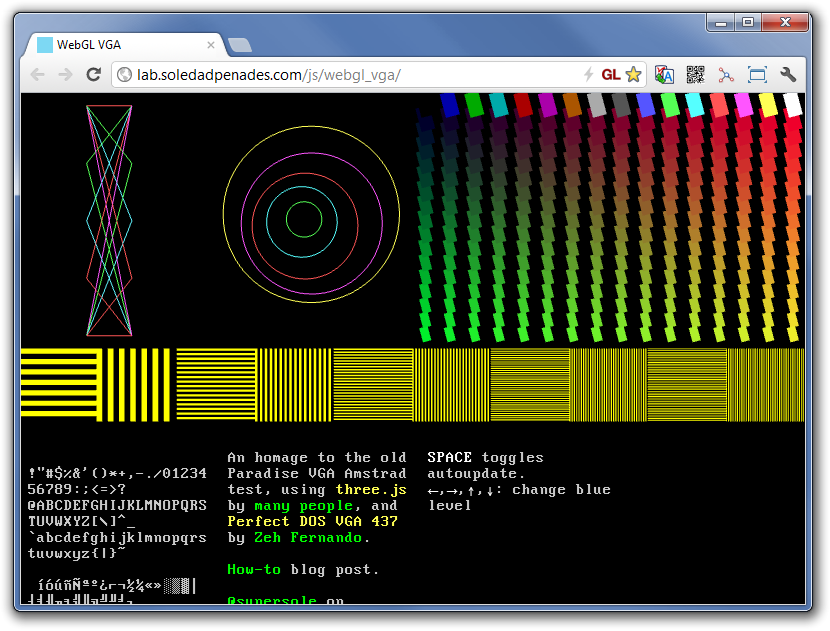 WebGL VGA
lab.soledadpenades.com/js/webgl_vga/
GL
!"#$%&'()*+,-./01234
56789:;<=>?
@ABCDEFGHIJKLMNOPQRS
TUVWXYZ[\]^_
`abcdefghijklmnopqrs
tuvwxyz{|}~
íóúñÑªº¿⌐¬½¼«»░▒▓│
An homage to the old
Paradise VGA Amstrad
test, using three.js
by many people, and
Perfect DOS VGA 437
by Zeh Fernando.
How-to blog post.
@supersole on
SPACE toggles
autoupdate.
←,→,↑,↓: change blue
level